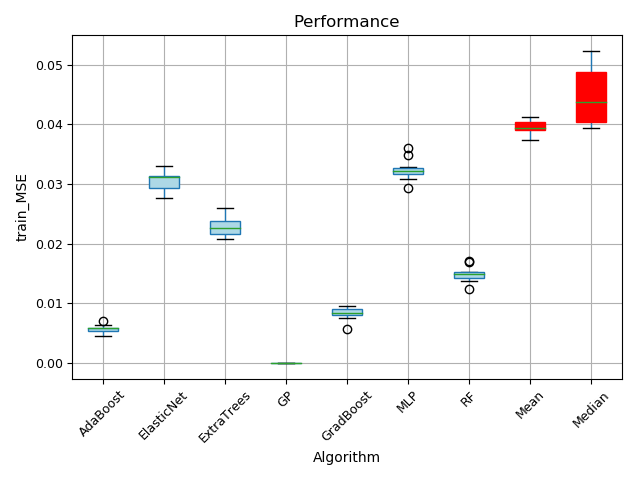 Performance
train_MSE
0.05
0.04
0.03
0.02
0.01
0.00
AdaBoost
ElasticNet
ExtraTrees
GP
GradBoost
MLP
RF
Mean
Median
Algorithm